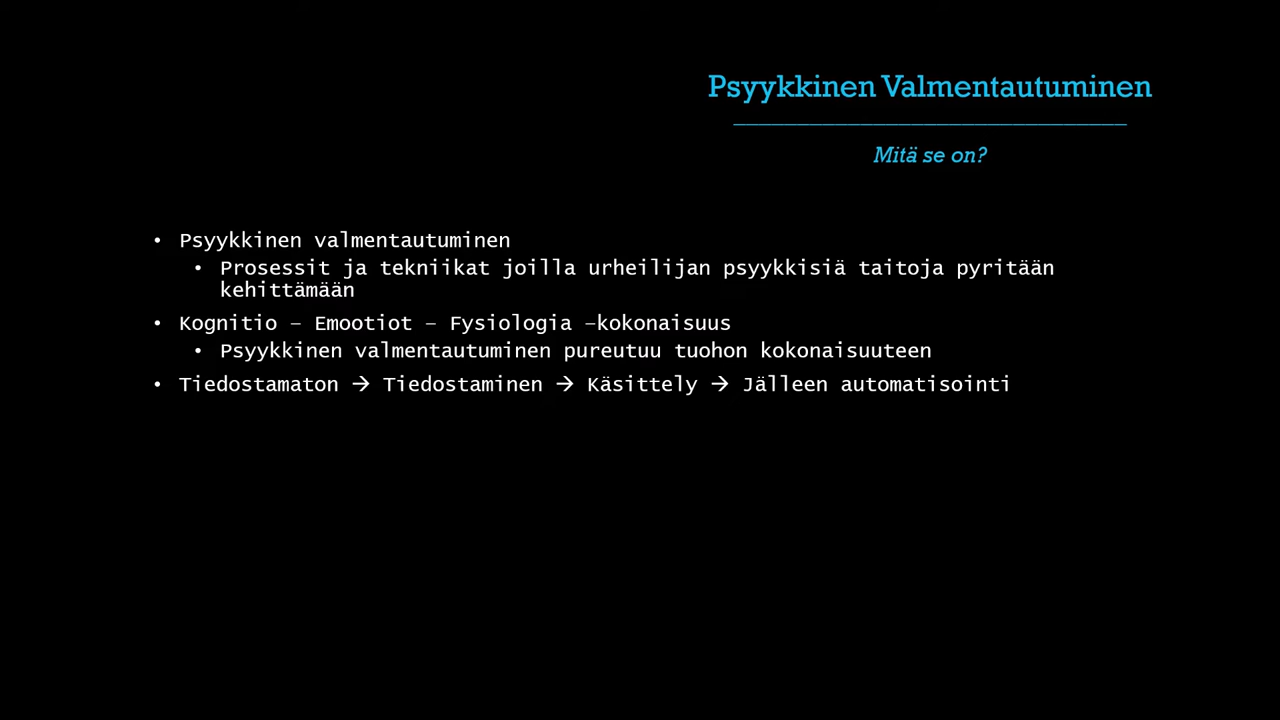 Psyykkinen Valmentautuminen
Mitä se on?
• Psyykkinen valmentautuminen
• Prosessit ja tekniikat joilla urheilijan psyykkisiä taitoja pyritään
kehittämään
• Kognitio – Emootiot – Fysiologia –kokonaisuus
• Psyykkinen valmentautuminen pureutuu tuohon kokonaisuuteen
• Tiedostamaton → Tiedostaminen → Käsittely → Jälleen automatisointi